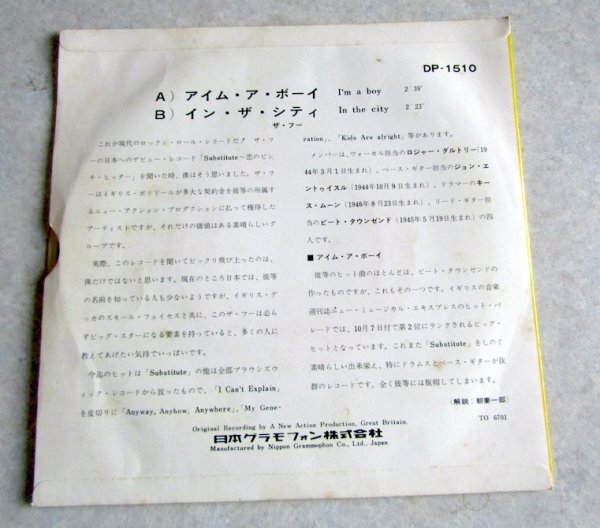 DP-1510
A) アイム・ア・ボーイ I'm a boy 2′39″
B) イン・ザ・シティ In the city 2′23″
ザ・フー
これが現代のロックン・ロール・レコードだ! ザ・フ
ーの日本へのデビュー・レコード「Substitute－恋のピン
チ・ヒッター」を聞いた時、僕はそう思いました。ザ・フ
ーはイギリス・ポリドールが多大な契約金を彼等の所属す
るニュー・アクション・プロダクションに払って獲得した
アーティストですが、それだけの価値はある素晴らしいグ
ループです。
実際、このレコードを聞いてビックリ飛び上ったのは、
僕だけではないと思います。現在のところ日本では、彼等
の名前を知っている人も少ないようですが、イギリス・デ
ッカのスモール・フェイセスと共に、このザ・フーは必ら
ずビッグ・スターになる要素を持っていると、多くの人に
教えてあげたい気持でいっぱいです。
今迄のヒットは「Substitute」の他は全部ブラウンズウ
ィック・レコードから放ったもので、「I Can't Explain」
を皮切りに「Anyway, Anyhow, Anywhere」、「My Gene-
ration」、「Kids Are alright」等があります。
メンバーは、ヴォーカル担当のロジャー・ダルトリー(19
44年3月1日生まれ)、ベース・ギター担当のジョン・エ
ントゥイスル (1944年10月9日生まれ)、ドラマーのキー
ス・ムーン (1946年8月23日生まれ)、リード・ギター担
当のピート・タウンゼンド (1945年5月19日生まれ) の四
人です。
■アイム・ア・ボーイ
彼等のヒット曲のほとんどは、ピート・タウンゼンドの
作ったものですが、これもその一つです。イギリスの音楽
週刊誌ニュー・ミュージカル・エキスプレスのヒット・パ
レードでは、10月7日付で第2位にランクされるビッグ・
ヒットとなっています。これまた「Substitute」をしのぐ
素晴らしい出来栄え、特にドラムスとベース・ギターが抜
群のレコードです。全く彼等には脱帽してしまいます。
(解説：朝妻一郎)
TO 6701
Original Recording by A New Action Production, Great Britain.
日本グラモフォン株式会社
Manufactured by Nippon Grammophon Co., Ltd., Japan